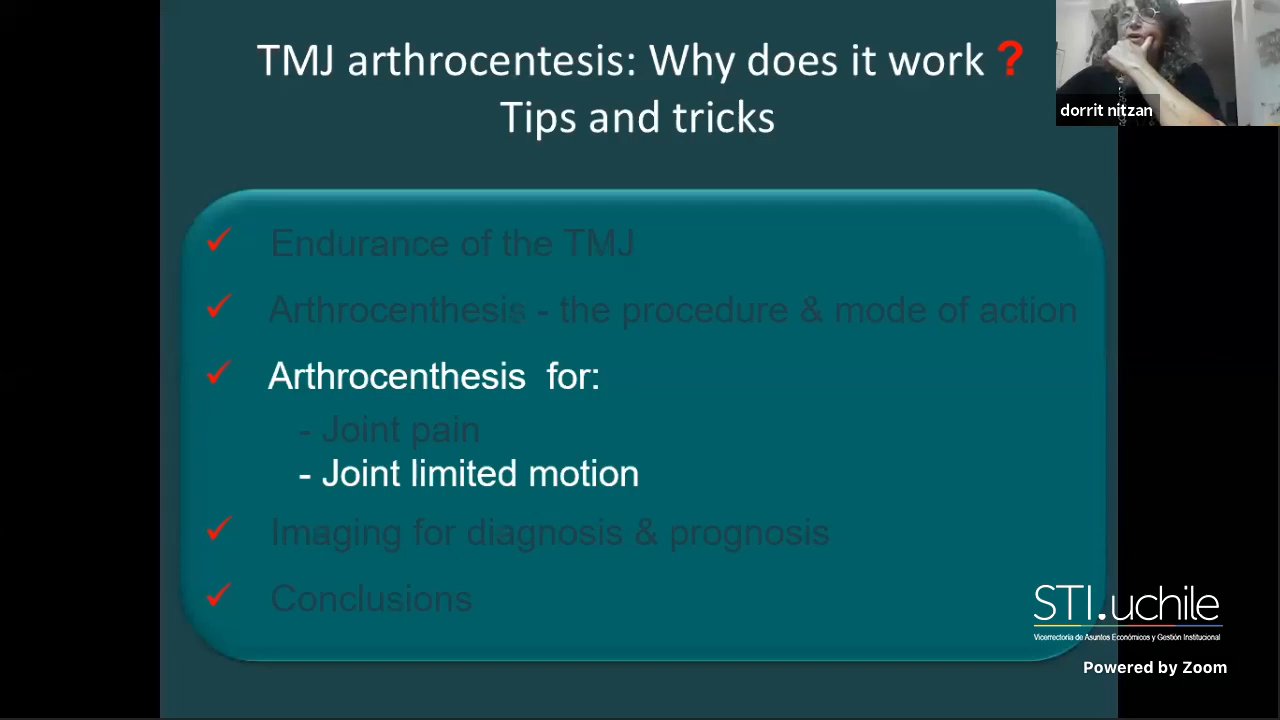 TMJ arthrocentesis: Why does it work ?
Tips and tricks
dorrit nitzan
✓ Endurance of the TMJ
✓ Arthrocenthesis - the procedure & mode of action
✓ Arthrocenthesis for:
- Joint pain
- Joint limited motion
✓ Imaging for diagnosis & prognosis
✓ Conclusions
STI.uchile
Vicerrectoría de Asuntos Económicos y Gestión Institucional
Powered by Zoom